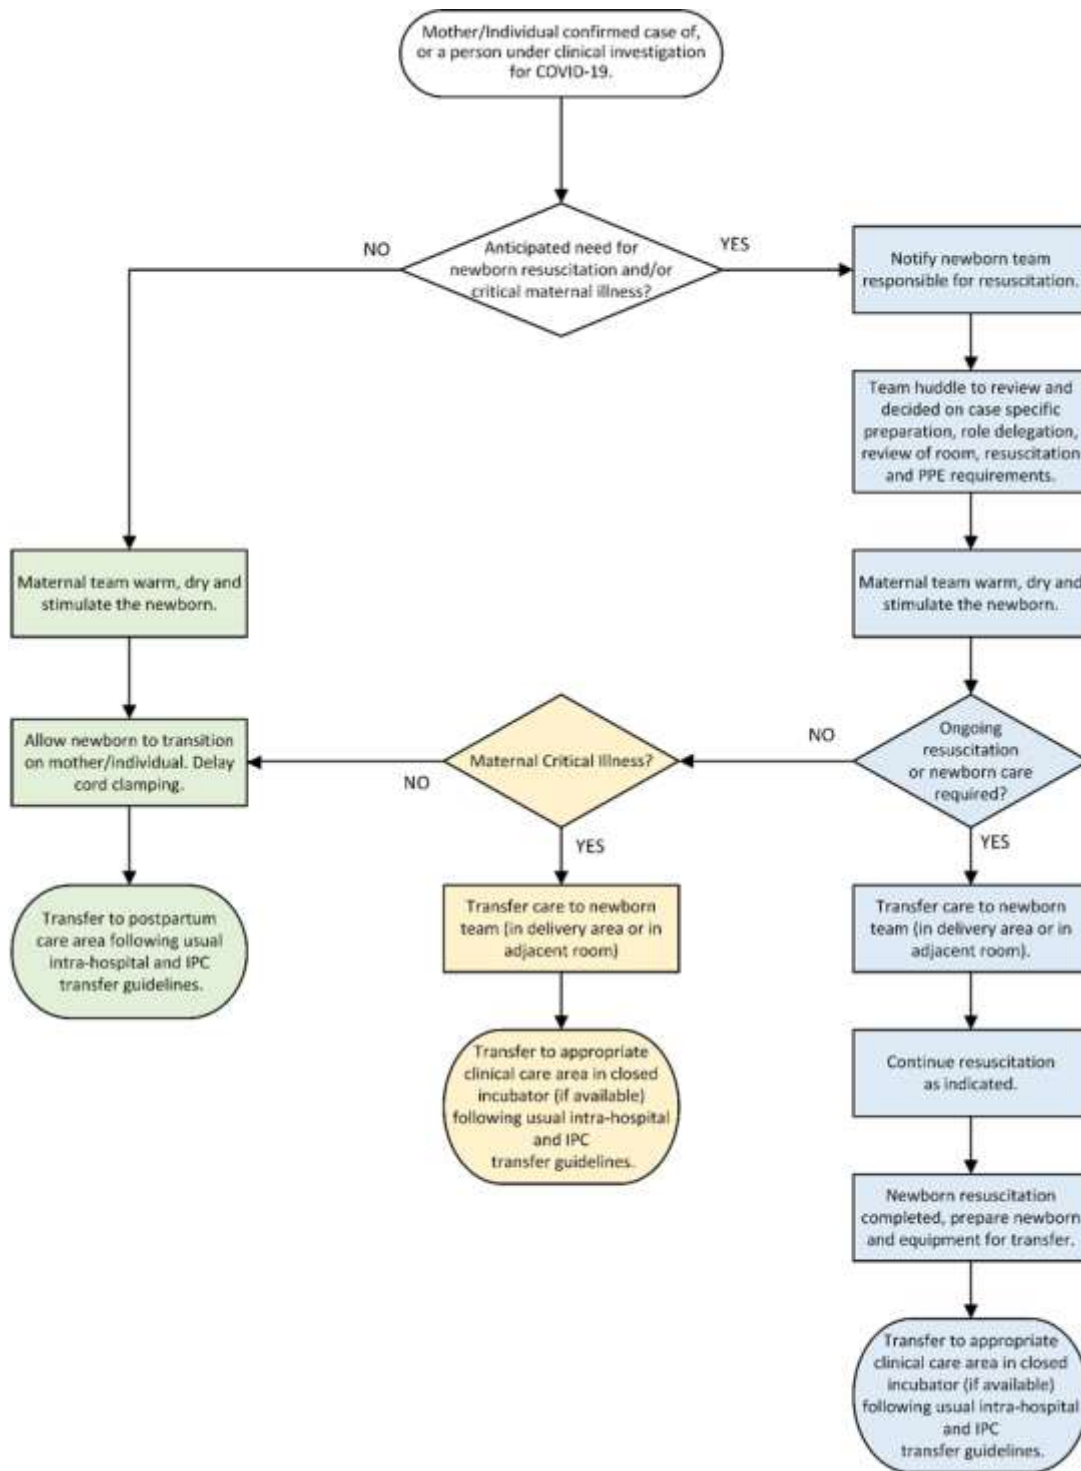 Mother/Individual confirmed case of,
or a person under clinical investigation
for COVID-19.
NO
Anticipated need for
newborn resuscitation and/or
critical maternal illness?
YES
Notify newborn team
responsible for resuscitation.
Team huddle to review and
decided on case specific
preparation, role delegation,
review of room, resuscitation
and PPE requirements.
Maternal team warm, dry and
stimulate the newborn.
Maternal team warm, dry and
stimulate the newborn.
Allow newborn to transition
on mother/individual. Delay
cord clamping.
NO
Maternal Critical Illness?
NO
Ongoing
resuscitation
or newborn care
required?
YES
YES
Transfer to postpartum
care area following usual
intra-hospital and IPC
transfer guidelines.
Transfer care to newborn
team (in delivery area or in
adjacent room)
Transfer care to newborn
team (in delivery area or in
adjacent room).
Transfer to appropriate
clinical care area in closed
incubator (if available)
following usual intra-hospital
and IPC
transfer guidelines.
Continue resuscitation
as indicated.
Newborn resuscitation
completed, prepare newborn
and equipment for transfer.
Transfer to appropriate
clinical care area in closed
incubator (if available)
following usual intra-hospital
and IPC
transfer guidelines.